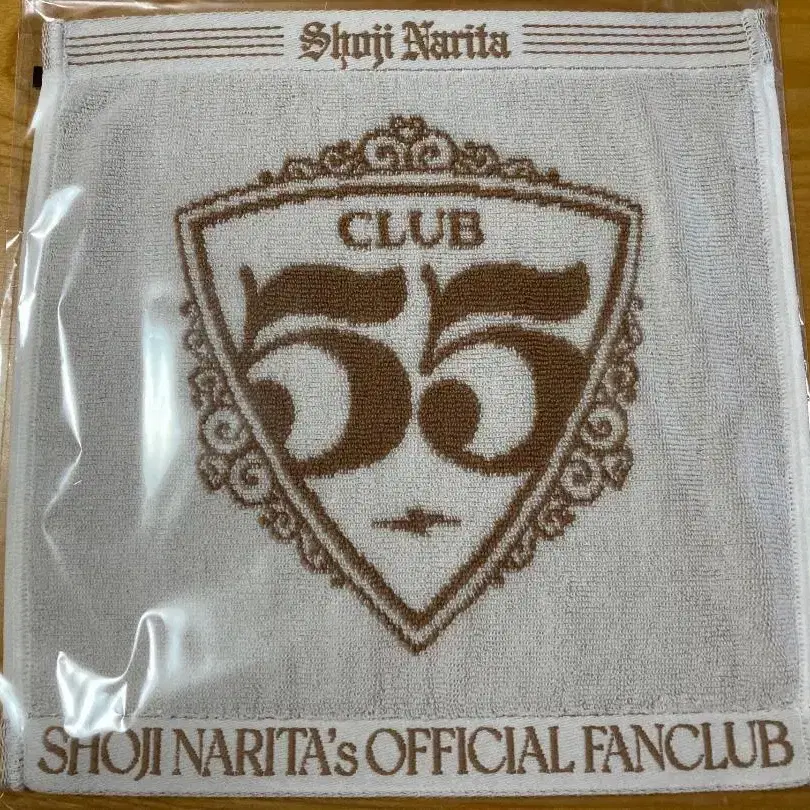 Shoji Narita
CLUB
55
SHOJI NARITA's OFFICIAL FANCLUB